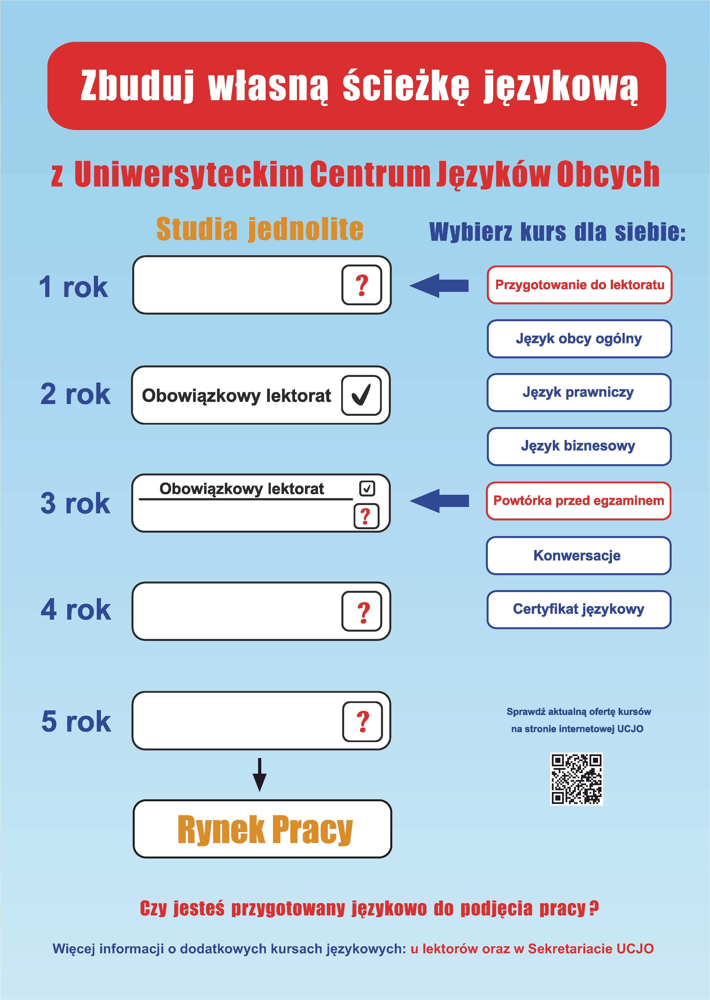 Zbuduj własną ścieżkę językową
z Uniwersyteckim Centrum Języków Obcych
Studia jednolite
Wybierz kurs dla siebie:
1 rok
?
Przygotowanie do lektoratu
Język obcy ogólny
2 rok
Obowiązkowy lektorat
Język prawniczy
Język biznesowy
3 rok
Obowiązkowy lektorat
?
Powtórka przed egzaminem
Konwersacje
4 rok
?
Certyfikat językowy
5 rok
?
Sprawdź aktualną ofertę kursów
na stronie internetowej UCJO
Rynek Pracy
Czy jesteś przygotowany językowo do podjęcia pracy ?
Więcej informacji o dodatkowych kursach językowych: u lektorów oraz w Sekretariacie UCJO